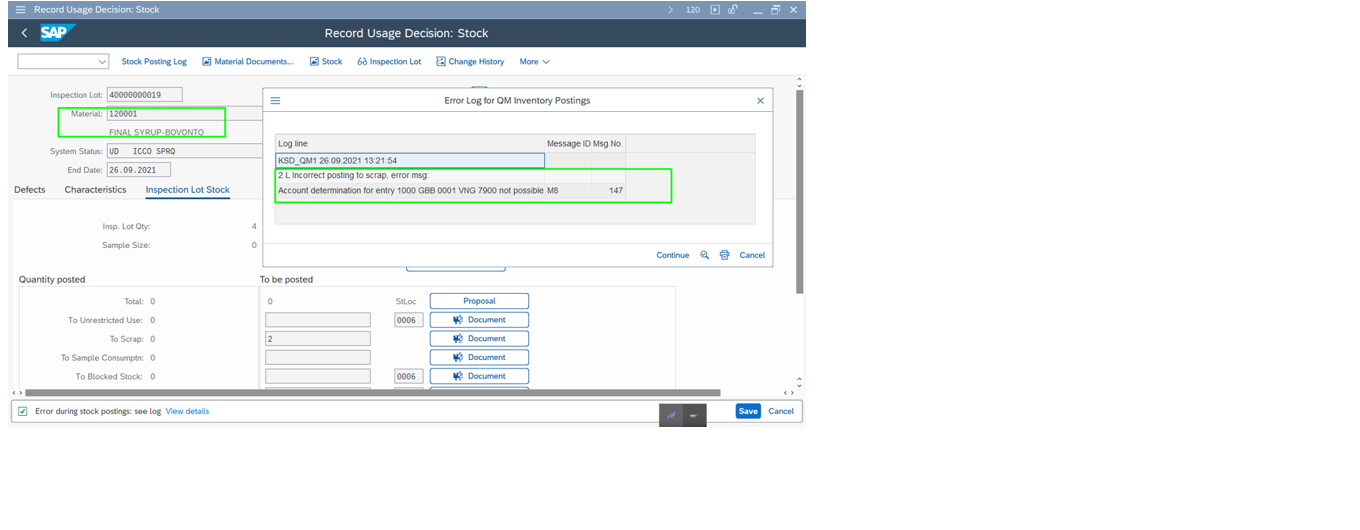 Record Usage Decision: Stock
120
SAP
Record Usage Decision: Stock
Stock Posting Log Material Documents... Stock Inspection Lot Change History More
Inspection Lot: 40000000019
Material: 120001
FINAL SYRUP-BOVONTO
System Status: UD ICCO SPRQ
End Date: 26.09.2021
Defects Characteristics Inspection Lot Stock
Insp. Lot Qty: 4
Sample Size: 0
Error Log for QM Inventory Postings
Log line Message ID Msg.No.
KSD_QM1 26.09.2021 13:21:54
2 L Incorrect posting to scrap, error msg:
Account determination for entry 1000 GBB 0001 VNG 7900 not possible M8 147
Continue Cancel
Quantity posted To be posted
Total: 0 0 StLoc Proposal
To Unrestricted Use: 0 0006 Document
To Scrap: 0 2 Document
To Sample Consumptn: 0 Document
To Blocked Stock: 0 0006 Document
Error during stock postings: see log View details
Save Cancel